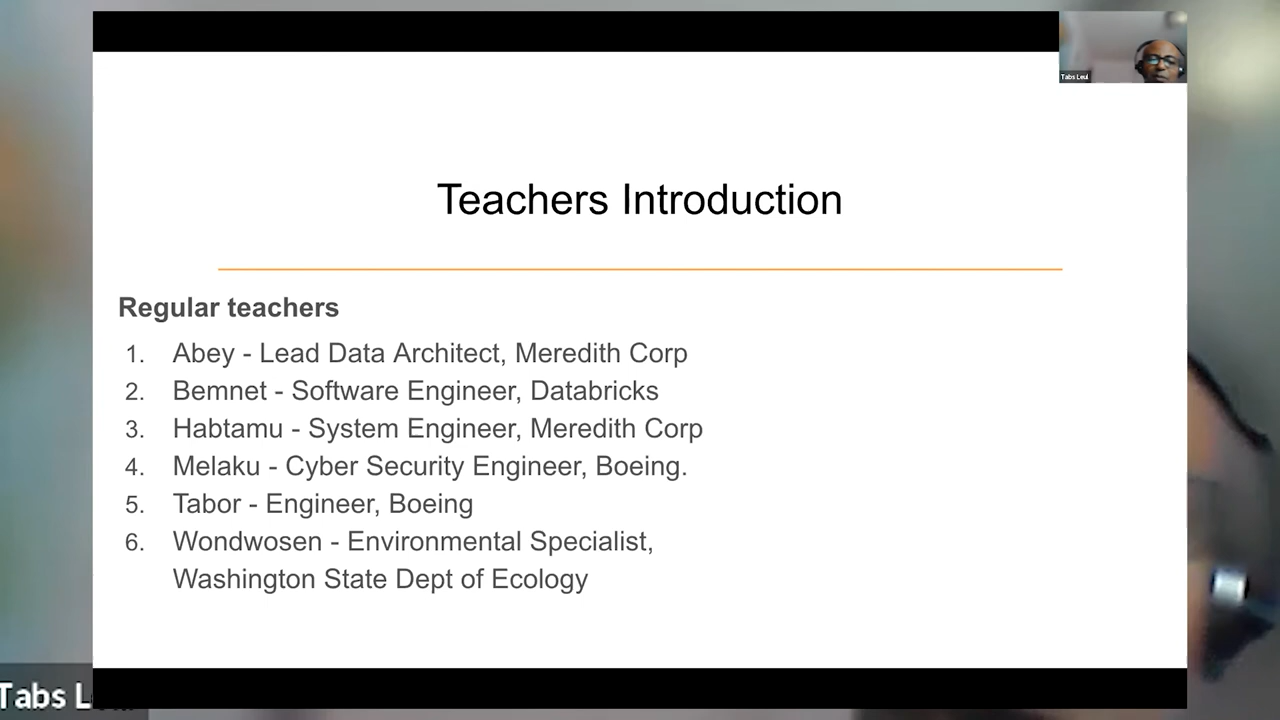 Tabs Leul
Teachers Introduction
Regular teachers
1. Abey - Lead Data Architect, Meredith Corp
2. Bemnet - Software Engineer, Databricks
3. Habtamu - System Engineer, Meredith Corp
4. Melaku - Cyber Security Engineer, Boeing.
5. Tabor - Engineer, Boeing
6. Wondwosen - Environmental Specialist,
Washington State Dept of Ecology
Tabs L